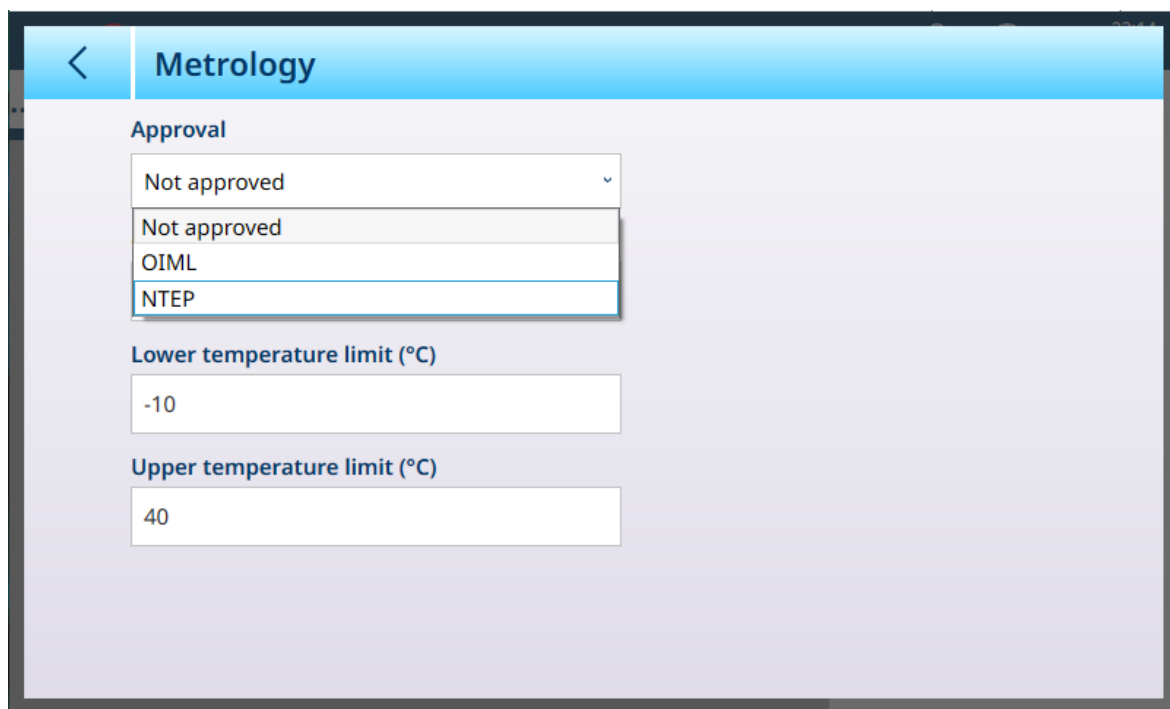 Metrology
Approval
Not approved
Not approved
OIML
NTEP
Lower temperature limit (°C)
-10
Upper temperature limit (°C)
40